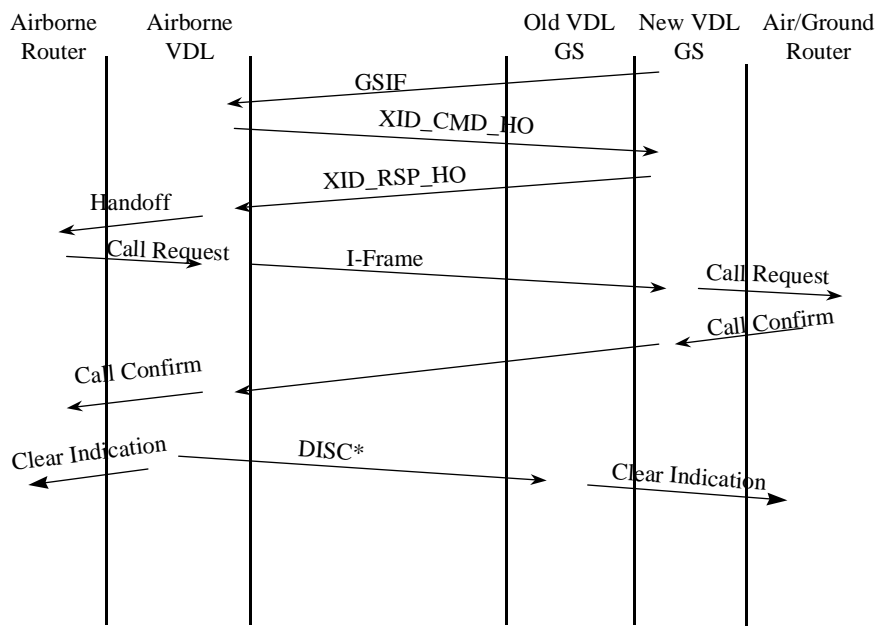 Airborne
Router
Airborne
VDL
Old VDL
GS
New VDL
GS
Air/Ground
Router
GSIF
XID_CMD_HO
XID_RSP_HO
Handoff
Call Request
I-Frame
Call Request
Call Confirm
Call Confirm
Clear Indication
DISC*
Clear Indication